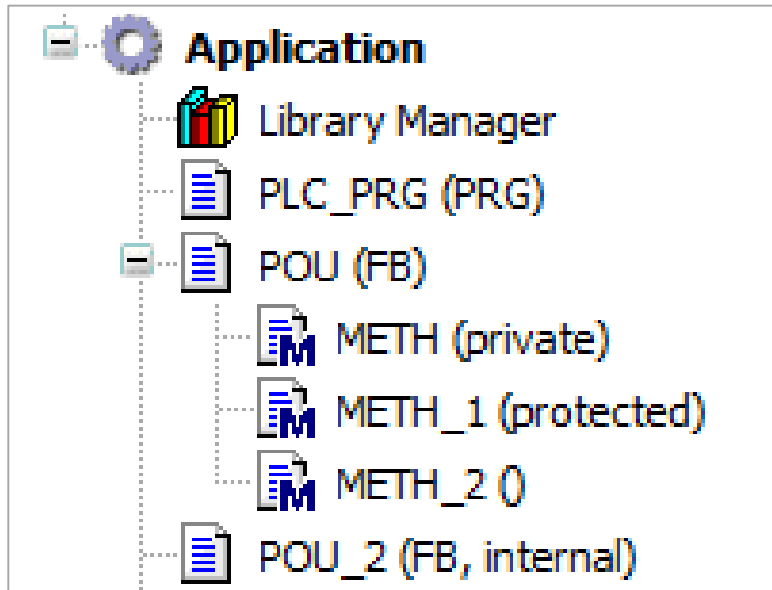 Application
Library Manager
PLC_PRG (PRG)
POU (FB)
METH (private)
METH_1 (protected)
METH_2 ()
POU_2 (FB, internal)